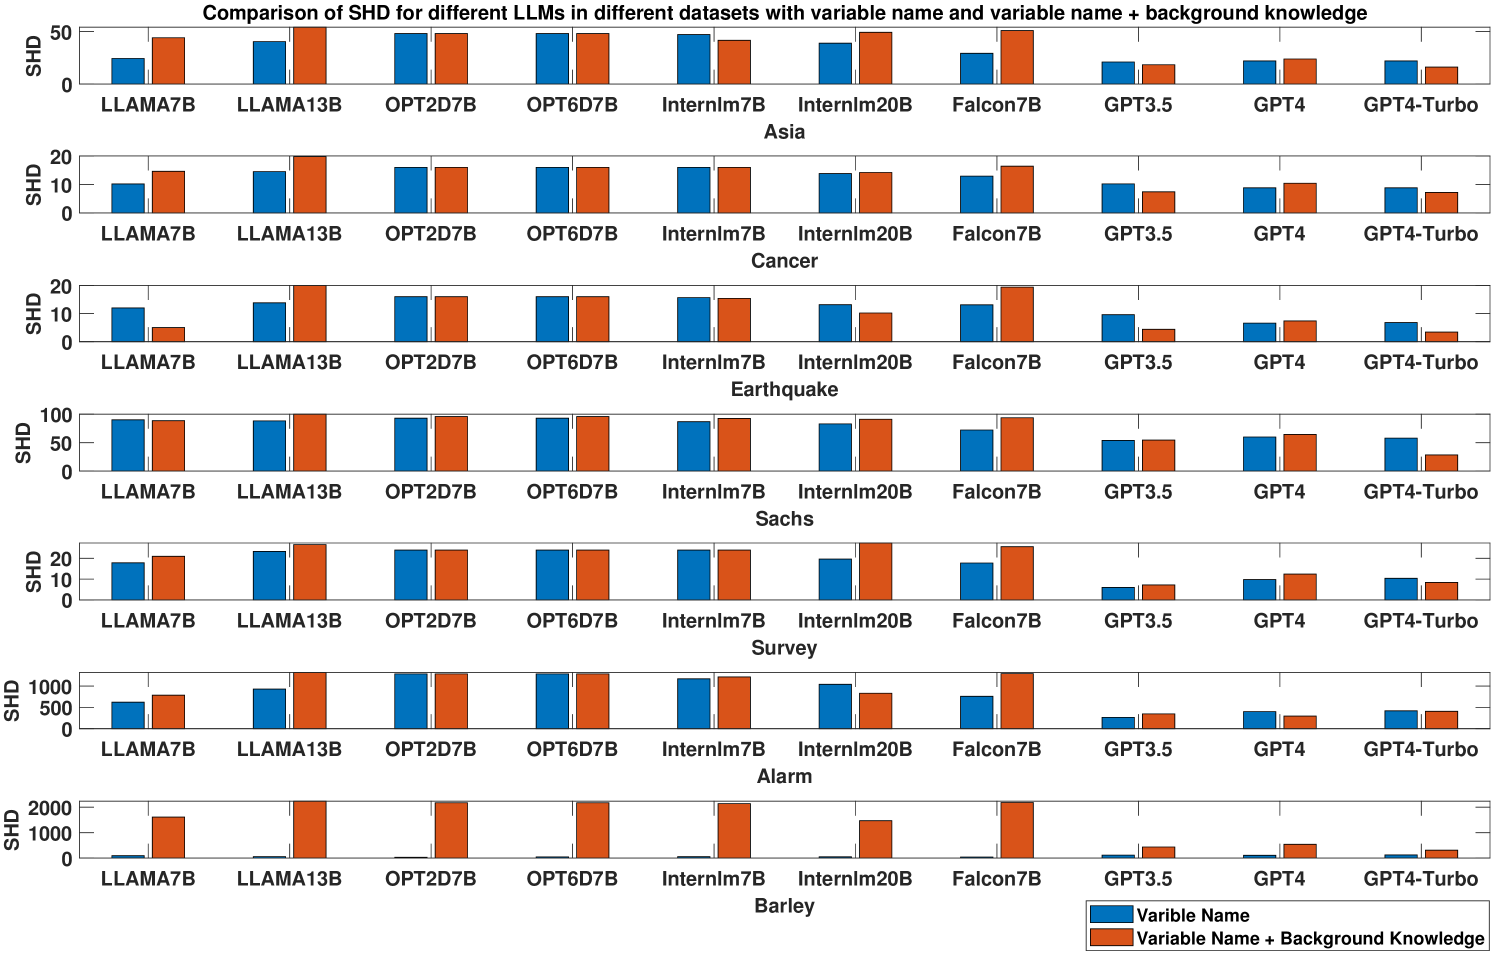 Comparison of SHD for different LLMs in different datasets with variable name and variable name + background knowledge
SHD
50
0
LLAMA7B LLAMA13B OPT2D7B OPT6D7B Internlm7B Internlm20B Falcon7B GPT3.5 GPT4 GPT4-Turbo
Asia
SHD
20
10
0
LLAMA7B LLAMA13B OPT2D7B OPT6D7B Internlm7B Internlm20B Falcon7B GPT3.5 GPT4 GPT4-Turbo
Cancer
SHD
20
10
0
LLAMA7B LLAMA13B OPT2D7B OPT6D7B Internlm7B Internlm20B Falcon7B GPT3.5 GPT4 GPT4-Turbo
Earthquake
SHD
100
50
0
LLAMA7B LLAMA13B OPT2D7B OPT6D7B Internlm7B Internlm20B Falcon7B GPT3.5 GPT4 GPT4-Turbo
Sachs
SHD
20
10
0
LLAMA7B LLAMA13B OPT2D7B OPT6D7B Internlm7B Internlm20B Falcon7B GPT3.5 GPT4 GPT4-Turbo
Survey
SHD
1000
500
0
LLAMA7B LLAMA13B OPT2D7B OPT6D7B Internlm7B Internlm20B Falcon7B GPT3.5 GPT4 GPT4-Turbo
Alarm
SHD
2000
1000
0
LLAMA7B LLAMA13B OPT2D7B OPT6D7B Internlm7B Internlm20B Falcon7B GPT3.5 GPT4 GPT4-Turbo
Barley
Varible Name
Variable Name + Background Knowledge